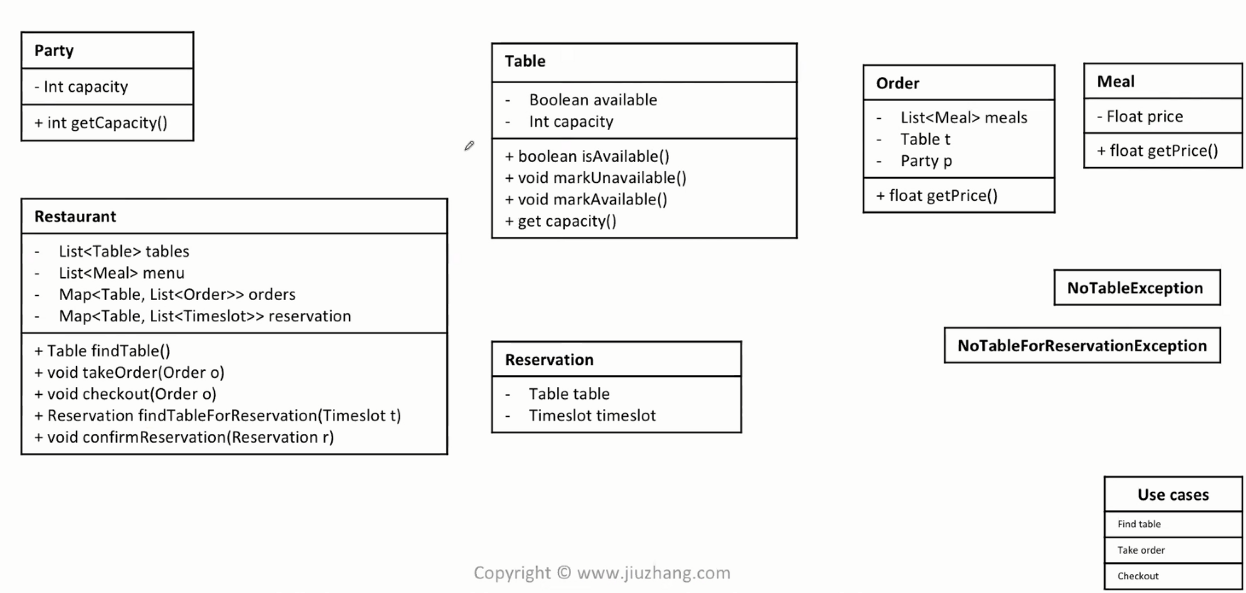 Party
- Int capacity
+ int getCapacity()
Restaurant
- List<Table> tables
- List<Meal> menu
- Map<Table, List<Order>> orders
- Map<Table, List<Timeslot>> reservation
+ Table findTable()
+ void takeOrder(Order o)
+ void checkout(Order o)
+ Reservation findTableForReservation(Timeslot t)
+ void confirmReservation(Reservation r)
Table
- Boolean available
- Int capacity
+ boolean isAvailable()
+ void markUnavailable()
+ void markAvailable()
+ get capacity()
Reservation
- Table table
- Timeslot timeslot
Order
- List<Meal> meals
- Table t
- Party p
+ float getPrice()
Meal
- Float price
+ float getPrice()
NoTableException
NoTableForReservationException
Use cases
Find table
Take order
Checkout
Copyright © www.jiuzhang.com